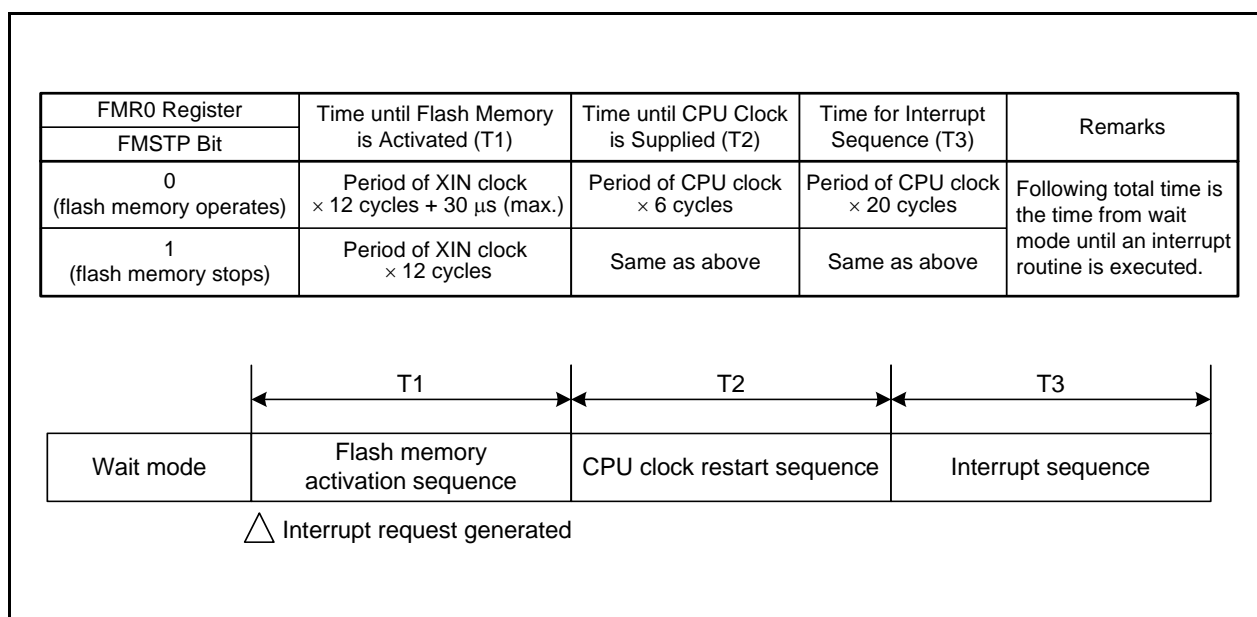 FMR0 Register
FMSTP Bit
Time until Flash Memory
is Activated (T1)
Time until CPU Clock
is Supplied (T2)
Time for Interrupt
Sequence (T3)
Remarks
0
(flash memory operates)
Period of XIN clock
× 12 cycles + 30 μs (max.)
Period of CPU clock
× 6 cycles
Period of CPU clock
× 20 cycles
Following total time is
the time from wait
mode until an interrupt
routine is executed.
1
(flash memory stops)
Period of XIN clock
× 12 cycles
Same as above
Same as above
T1
T2
T3
Wait mode
Flash memory
activation sequence
CPU clock restart sequence
Interrupt sequence
Interrupt request generated